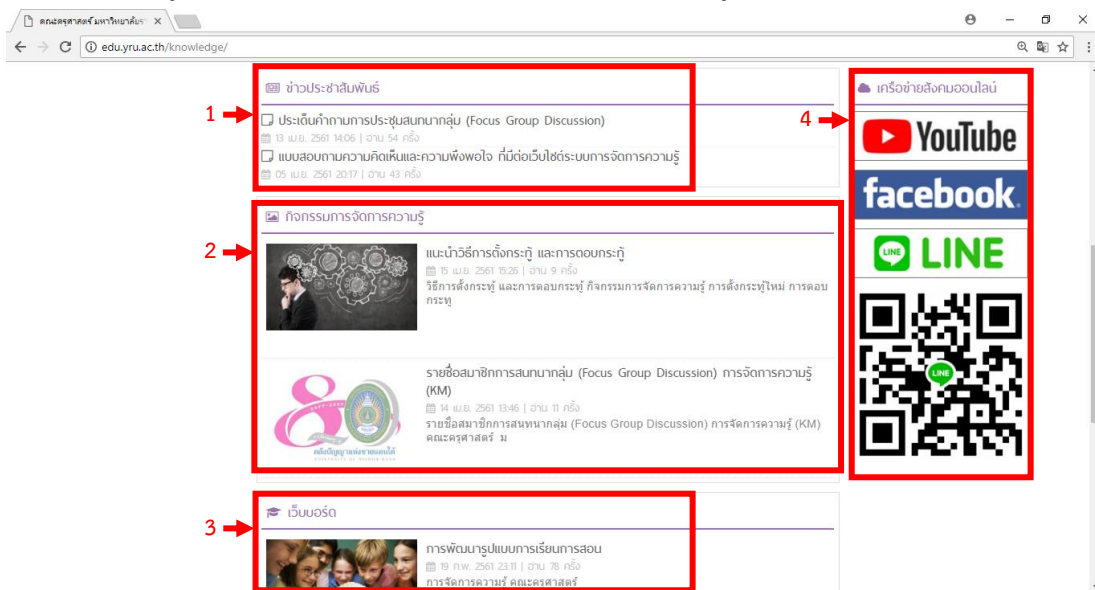 คณะครุศาสตร์ มหาวิทยาลัยรา
edu.yru.ac.th/knowledge/
1
ข่าวประชาสัมพันธ์
ประเด็นคำถามการประชุมสนทนากลุ่ม (Focus Group Discussion)
13 เม.ย. 2561 14:06 | อ่าน 54 ครั้ง
แบบสอบถามความคิดเห็นและความพึงพอใจ ที่มีต่อเว็บไซต์ระบบการจัดการความรู้
05 เม.ย. 2561 20:17 | อ่าน 43 ครั้ง
2
กิจกรรมการจัดการความรู้
แนะนำวิธีการตั้งกระทู้ และการตอบกระทู้
15 เม.ย. 2561 15:26 | อ่าน 9 ครั้ง
วิธีการตั้งกระทู้ และการตอบกระทู้ กิจกรรมการจัดการความรู้ การตั้งกระทู้ใหม่ การตอบ
กระทู
รายชื่อสมาชิกการสนทนากลุ่ม (Focus Group Discussion) การจัดการความรู้
(KM)
14 เม.ย. 2561 13:46 | อ่าน 11 ครั้ง
รายชื่อสมาชิกการสนทนากลุ่ม (Focus Group Discussion) การจัดการความรู้ (KM)
คณะครุศาสตร์ ม
คลังปัญญาแห่งชายแดนใต้
3
เว็บบอร์ด
การพัฒนารูปแบบการเรียนการสอน
19 ก.พ. 2561 23:11 | อ่าน 78 ครั้ง
การจัดการความรู้ คณะครุศาสตร์
4
เครือข่ายสังคมออนไลน์
YouTube
facebook
LINE
LINE
LINE